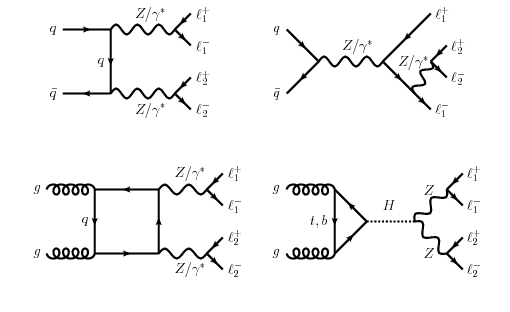 q Z/γ* ℓ₁⁺
ℓ₁⁻
q
q̄ Z/γ* ℓ₂⁺
ℓ₂⁻
q Z/γ* ℓ₁⁺
Z/γ* ℓ₂⁺
ℓ₂⁻
q̄ ℓ₁⁻
g Z/γ* ℓ₁⁺
ℓ₁⁻
q
g Z/γ* ℓ₂⁺
ℓ₂⁻
g Z ℓ₁⁺
ℓ₁⁻
t, b H
g Z ℓ₂⁺
ℓ₂⁻